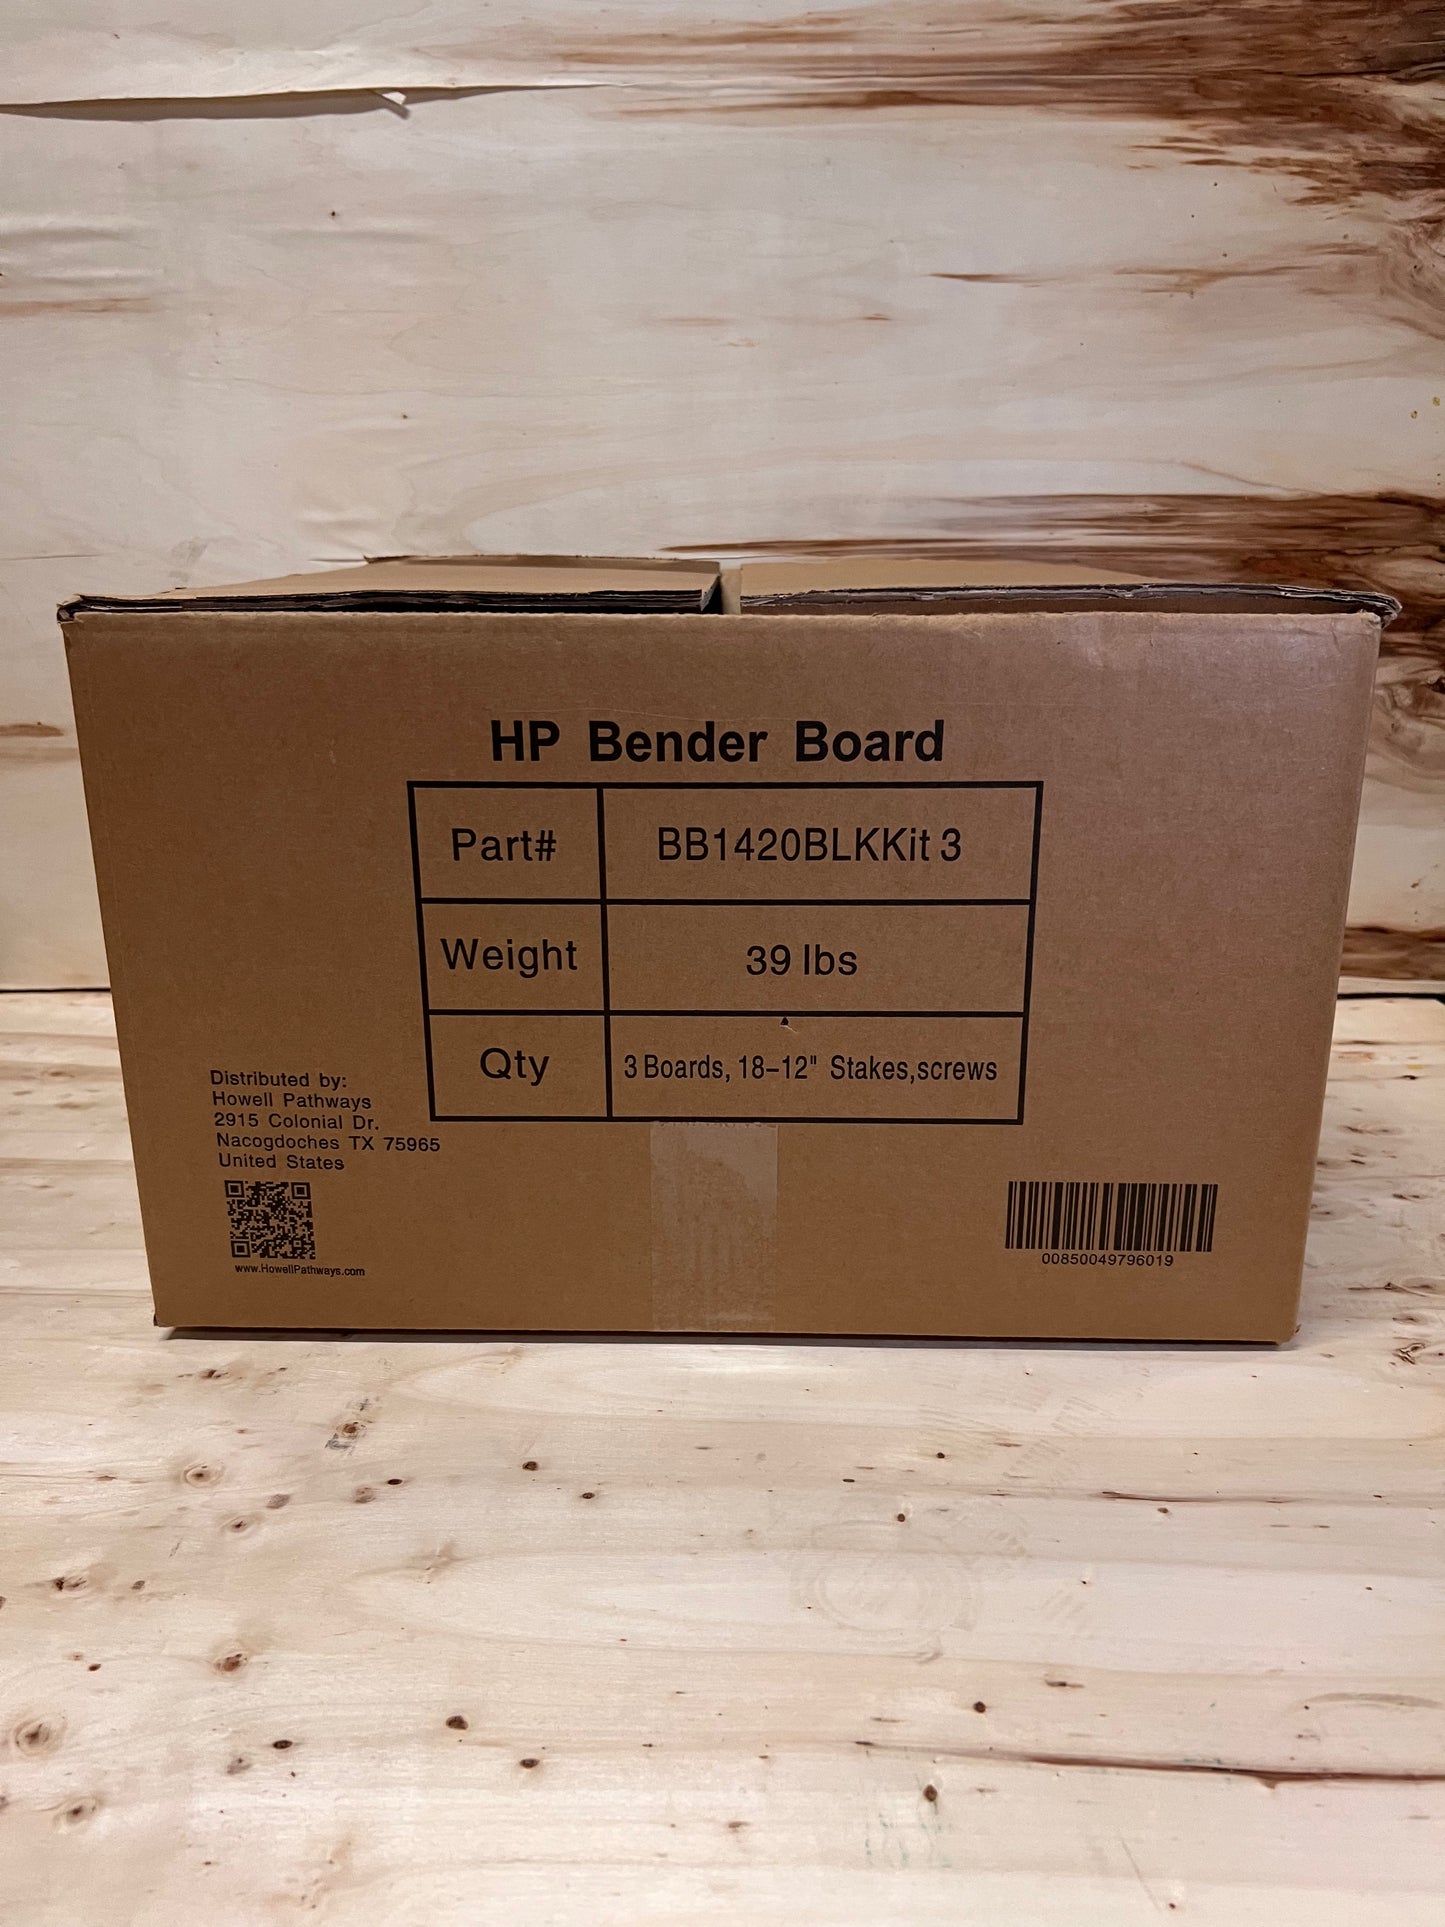 HP Bender Board
Part# BB1420BLKKit 3
Weight 39 lbs
Qty 3 Boards, 18-12" Stakes,screws
Distributed by:
Howell Pathways
2915 Colonial Dr.
Nacogdoches TX 75965
United States
www.HowellPathways.com
00850049796019